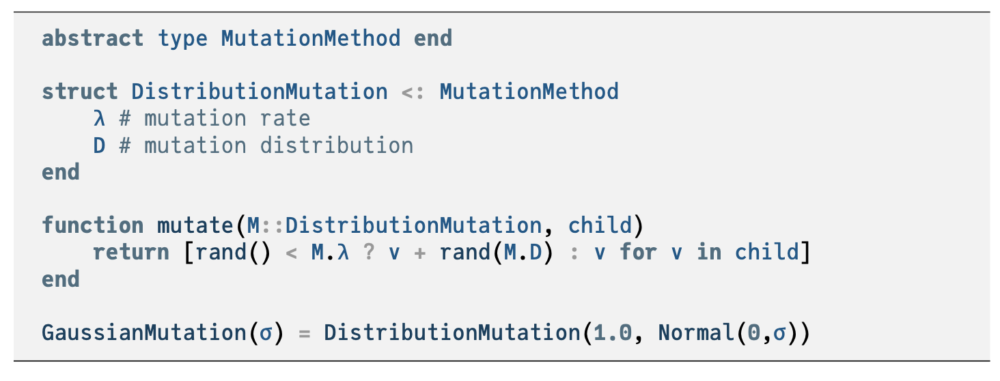 abstract type MutationMethod end
struct DistributionMutation <: MutationMethod
    λ # mutation rate
    D # mutation distribution
end
function mutate(M::DistributionMutation, child)
    return [rand() < M.λ ? v + rand(M.D) : v for v in child]
end
GaussianMutation(σ) = DistributionMutation(1.0, Normal(0,σ))